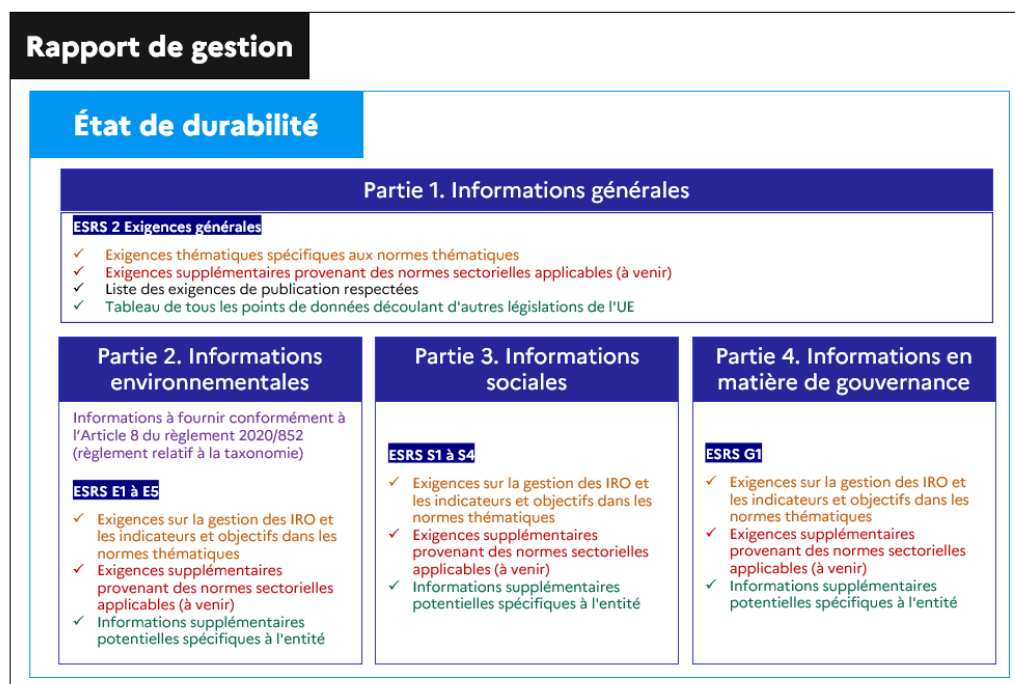 Rapport de gestion
État de durabilité
Partie 1. Informations générales
ESRS 2 Exigences générales
✓ Exigences thématiques spécifiques aux normes thématiques
✓ Exigences supplémentaires provenant des normes sectorielles applicables (à venir)
✓ Liste des exigences de publication respectées
✓ Tableau de tous les points de données découlant d'autres législations de l'UE
Partie 2. Informations
environnementales
Informations à fournir conformément à
l'Article 8 du règlement 2020/852
(règlement relatif à la taxonomie)
ESRS E1 à E5
✓ Exigences sur la gestion des IRO et
les indicateurs et objectifs dans les
normes thématiques
✓ Exigences supplémentaires
provenant des normes sectorielles
applicables (à venir)
✓ Informations supplémentaires
potentielles spécifiques à l'entité
Partie 3. Informations
sociales
ESRS S1 à S4
✓ Exigences sur la gestion des IRO et
les indicateurs et objectifs dans les
normes thématiques
✓ Exigences supplémentaires
provenant des normes sectorielles
applicables (à venir)
✓ Informations supplémentaires
potentielles spécifiques à l'entité
Partie 4. Informations en
matière de gouvernance
ESRS G1
✓ Exigences sur la gestion des IRO et
les indicateurs et objectifs dans les
normes thématiques
✓ Exigences supplémentaires
provenant des normes sectorielles
applicables (à venir)
✓ Informations supplémentaires
potentielles spécifiques à l'entité